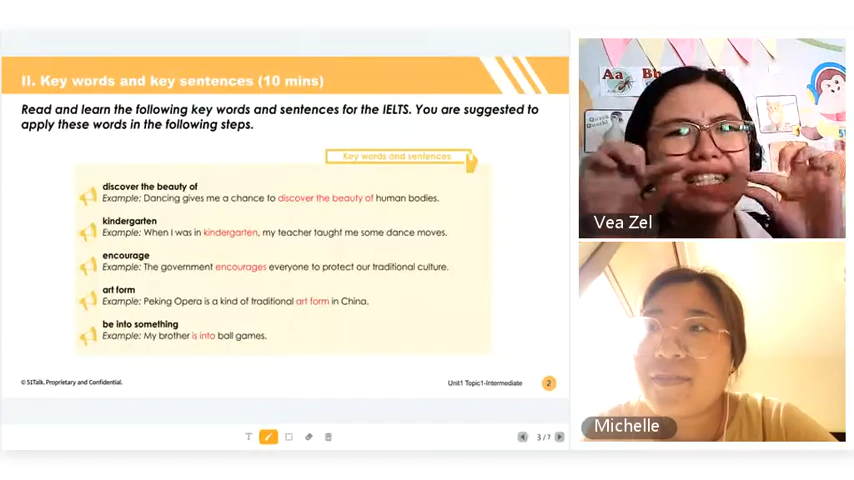 II. Key words and key sentences (10 mins)
Read and learn the following key words and sentences for the IELTS. You are suggested to
apply these words in the following steps.
Key words and sentences
discover the beauty of
Example: Dancing gives me a chance to discover the beauty of human bodies.
kindergarten
Example: When I was in kindergarten, my teacher taught me some dance moves.
encourage
Example: The government encourages everyone to protect our traditional culture.
art form
Example: Peking Opera is a kind of traditional art form in China.
be into something
Example: My brother is into ball games.
© 51Talk. Proprietary and Confidential.
Unit1 Topic1-Intermediate
2
T
3/7
Aa
Quack
Quack!
Vea Zel
Michelle